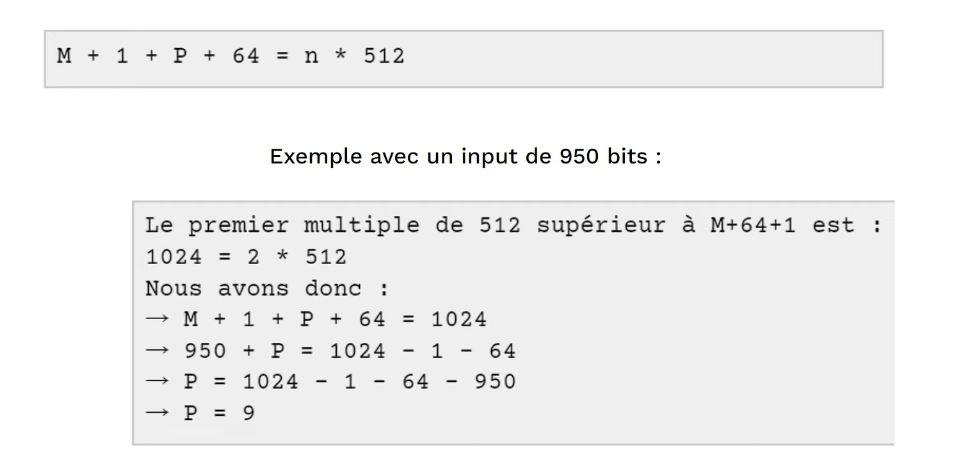 M + 1 + P + 64 = n * 512
Exemple avec un input de 950 bits :
Le premier multiple de 512 supérieur à M+64+1 est :
1024 = 2 * 512
Nous avons donc :
→ M + 1 + P + 64 = 1024
→ 950 + P = 1024 - 1 - 64
→ P = 1024 - 1 - 64 - 950
→ P = 9